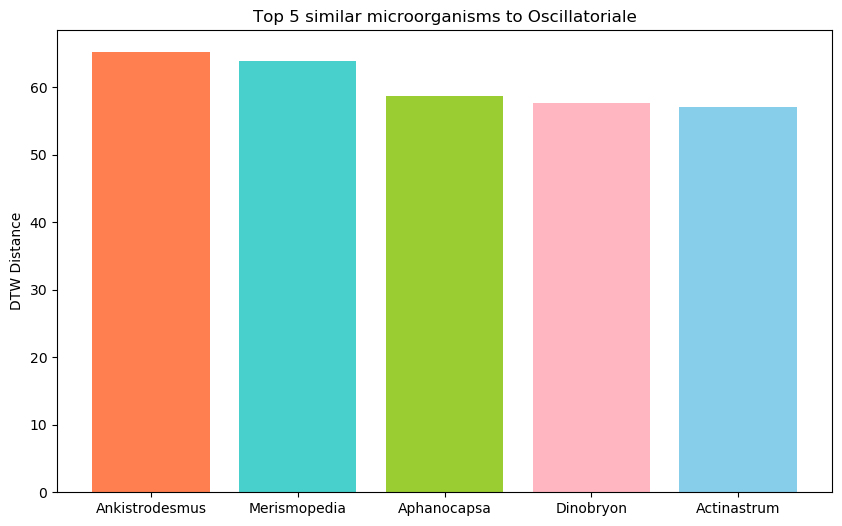 Top 5 similar microorganisms to Oscillatoriale
DTW Distance
60
50
40
30
20
10
0
Ankistrodesmus Merismopedia Aphanocapsa Dinobryon Actinastrum